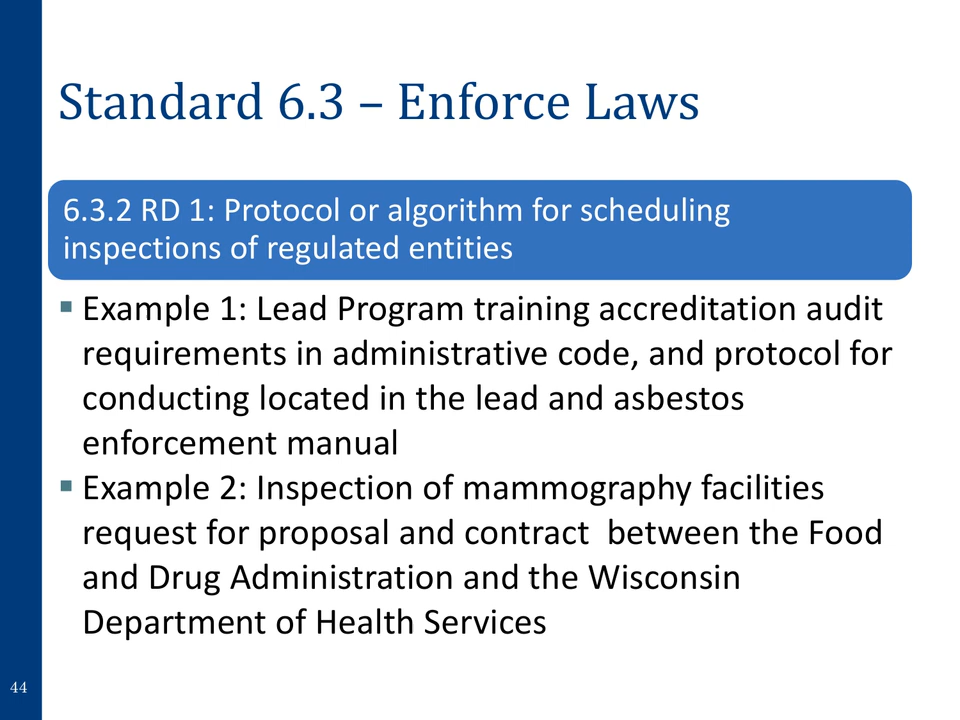 Standard 6.3 – Enforce Laws
6.3.2 RD 1: Protocol or algorithm for scheduling
inspections of regulated entities
▪ Example 1: Lead Program training accreditation audit
requirements in administrative code, and protocol for
conducting located in the lead and asbestos
enforcement manual
▪ Example 2: Inspection of mammography facilities
request for proposal and contract  between the Food
and Drug Administration and the Wisconsin
Department of Health Services
44